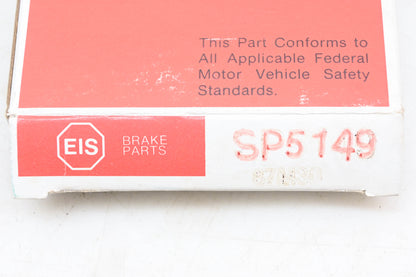 This Part Conforms to
All Applicable Federal
Motor Vehicle Safety
Standards.
EIS
BRAKE
PARTS
SP5149